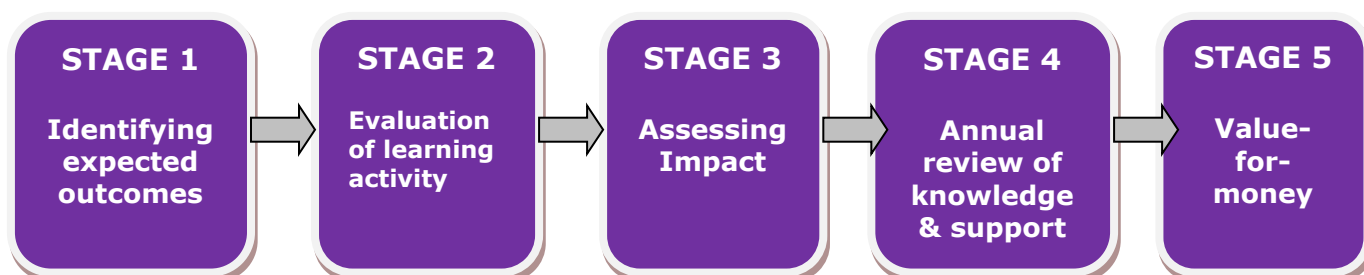 STAGE 1
Identifying
expected
outcomes
STAGE 2
Evaluation
of learning
activity
STAGE 3
Assessing
Impact
STAGE 4
Annual
review of
knowledge
& support
STAGE 5
Value-
for-
money